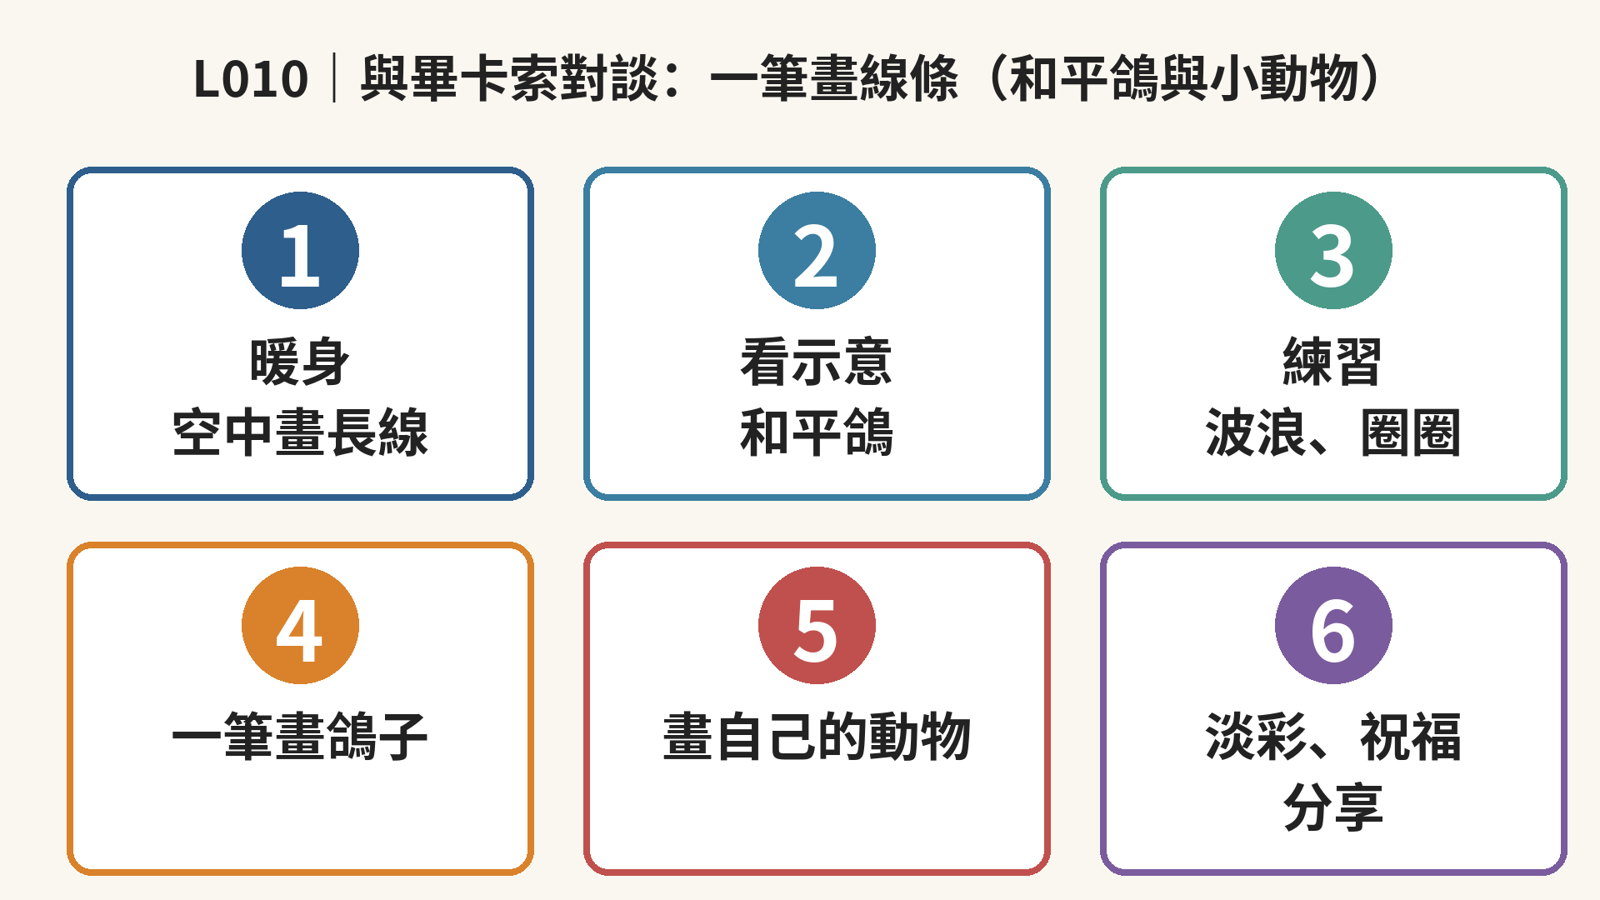 L010｜與畢卡索對談：一筆畫線條（和平鴿與小動物）
1
暖身
空中畫長線
2
看示意
和平鴿
3
練習
波浪、圈圈
4
一筆畫鴿子
5
畫自己的動物
6
淡彩、祝福
分享